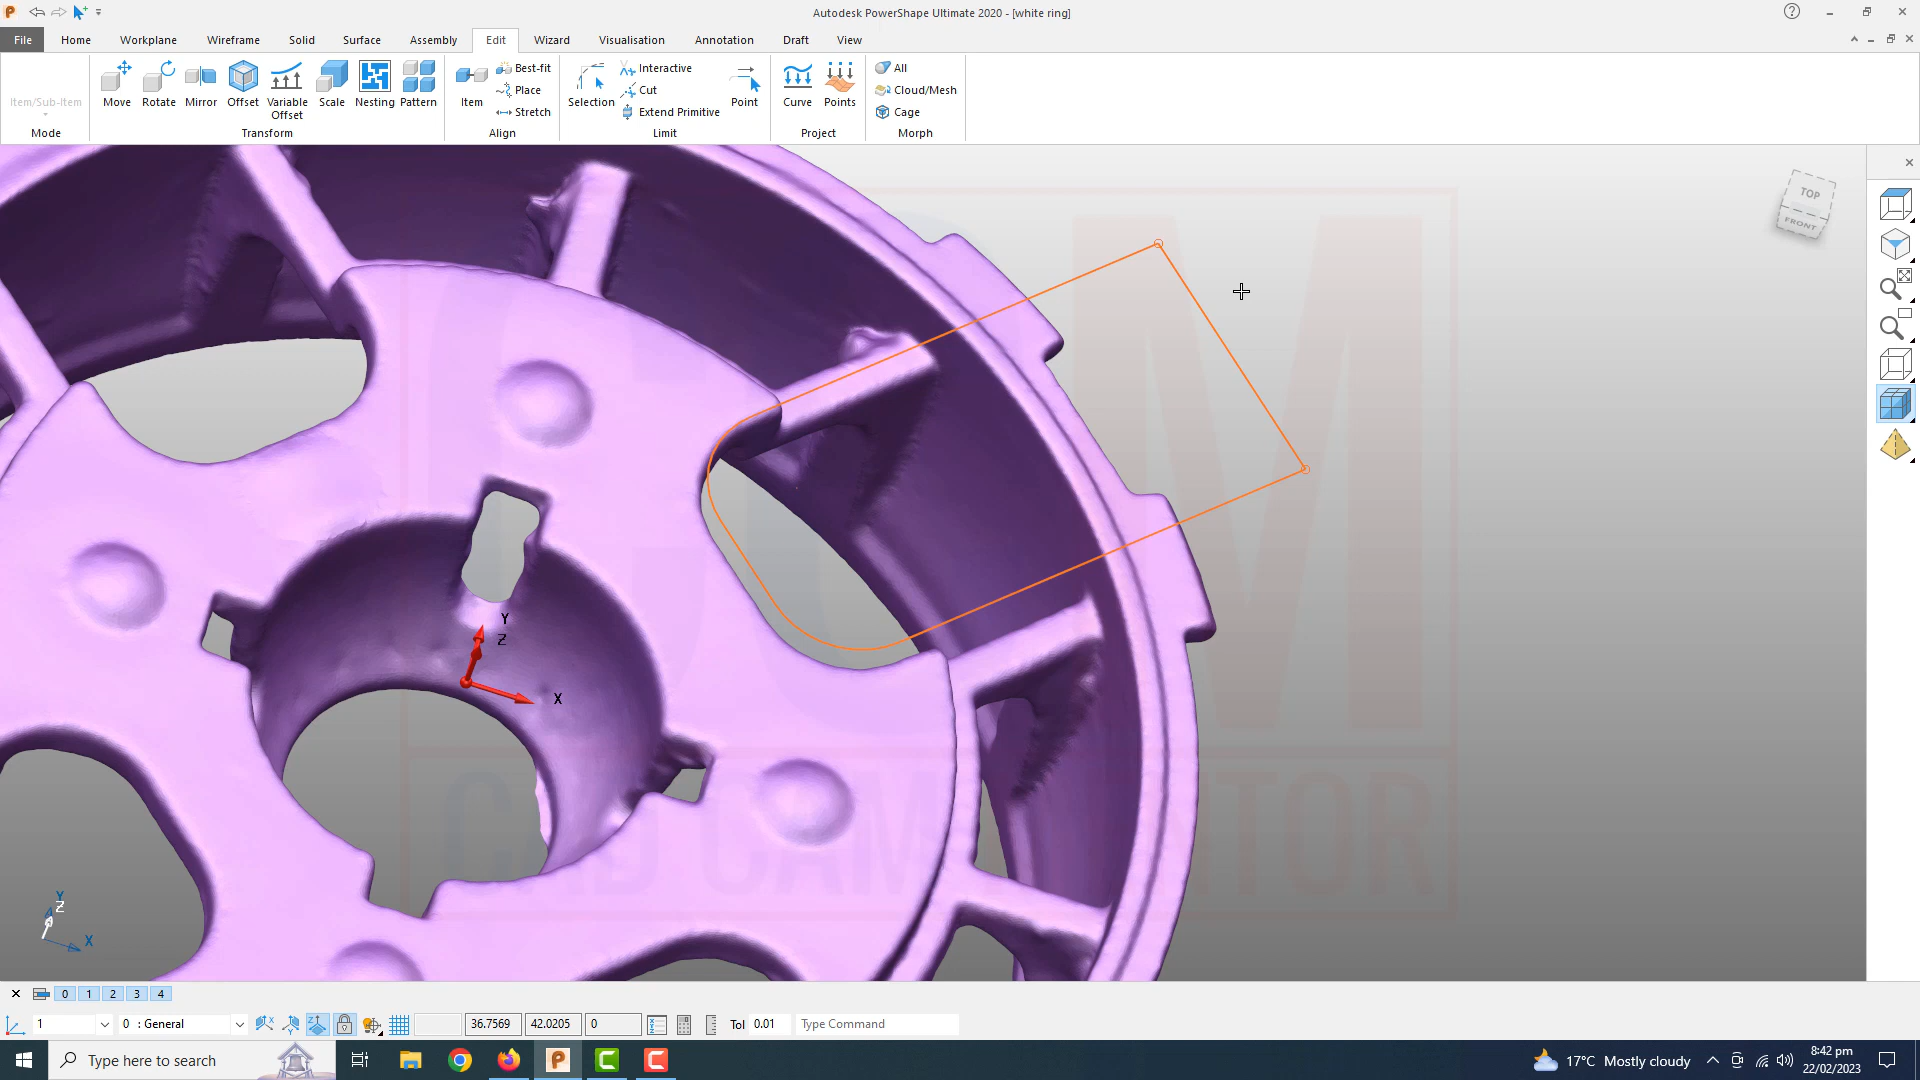 Autodesk PowerShape Ultimate 2020 - [white ring]
File Home Workplane Wireframe Solid Surface Assembly Edit Wizard Visualisation Annotation Draft View
Item/Sub-Item
Mode
Move Rotate Mirror Offset Variable Offset Scale Nesting Pattern
Transform
Item Best-fit Place Stretch
Align
Selection Interactive Cut Extend Primitive Point
Limit
Curve Points
Project
All
Cloud/Mesh
Cage
Morph
TOP
FRONT
Y
Z
X
Y
Z
X
0 1 2 3 4
1 0 : General 36.7569 42.0205 0 Tol 0.01 Type Command
Type here to search
17°C Mostly cloudy
8:42 pm
22/02/2023